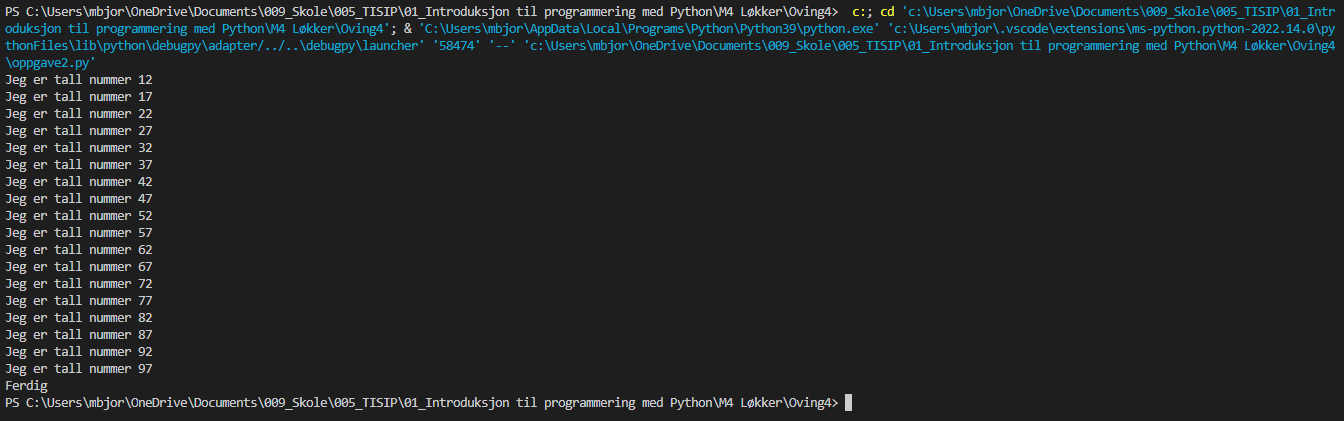 PS C:\Users\mbjor\OneDrive\Documents\009_Skole\005_TISIP\01_Introduksjon til programmering med Python\M4 Løkker\Oving4>  c:; cd 'c:\Users\mbjor\OneDrive\Documents\009_Skole\005_TISIP\01_Intr
oduksjon til programmering med Python\M4 Løkker\Oving4'; & 'C:\Users\mbjor\AppData\Local\Programs\Python\Python39\python.exe' 'c:\Users\mbjor\.vscode\extensions\ms-python.python-2022.14.0\py
thonFiles\lib\python\debugpy\adapter/../..\debugpy\launcher' '58474' '--' 'c:\Users\mbjor\OneDrive\Documents\009_Skole\005_TISIP\01_Introduksjon til programmering med Python\M4 Løkker\Oving4
\oppgave2.py'
Jeg er tall nummer 12
Jeg er tall nummer 17
Jeg er tall nummer 22
Jeg er tall nummer 27
Jeg er tall nummer 32
Jeg er tall nummer 37
Jeg er tall nummer 42
Jeg er tall nummer 47
Jeg er tall nummer 52
Jeg er tall nummer 57
Jeg er tall nummer 62
Jeg er tall nummer 67
Jeg er tall nummer 72
Jeg er tall nummer 77
Jeg er tall nummer 82
Jeg er tall nummer 87
Jeg er tall nummer 92
Jeg er tall nummer 97
Ferdig
PS C:\Users\mbjor\OneDrive\Documents\009_Skole\005_TISIP\01_Introduksjon til programmering med Python\M4 Løkker\Oving4>